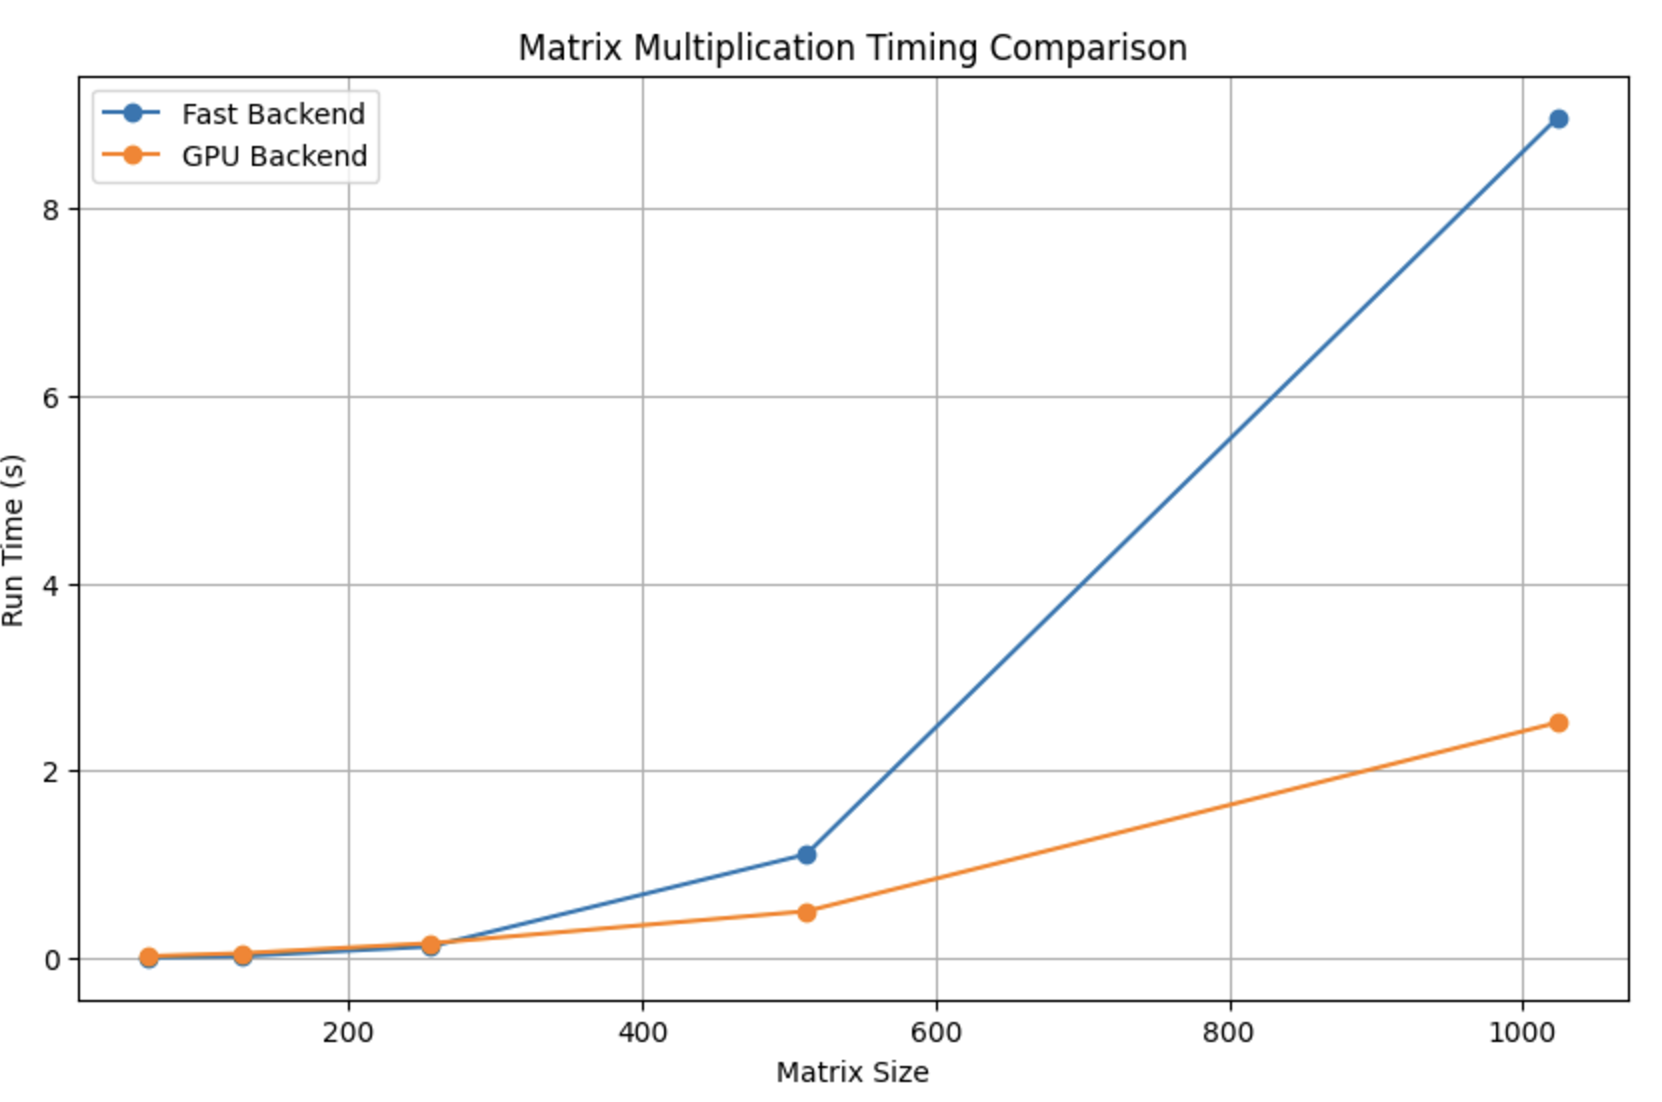 Matrix Multiplication Timing Comparison
Fast Backend
GPU Backend
8
6
4
2
0
Run Time (s)
200 400 600 800 1000
Matrix Size